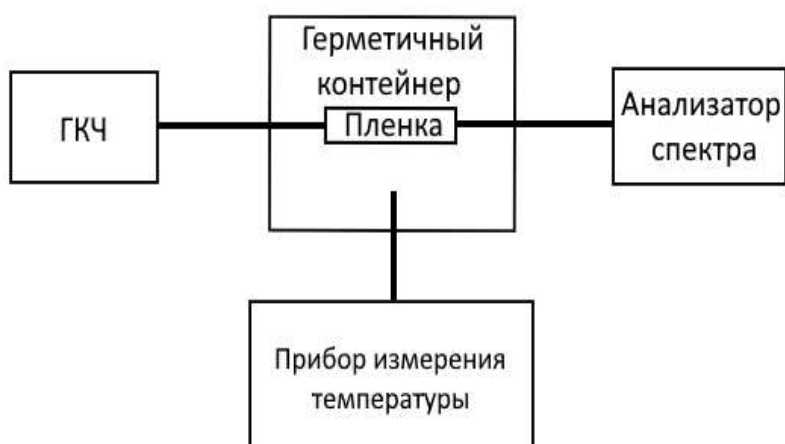 Герметичный
контейнер
Пленка
ГКЧ
Анализатор
спектра
Прибор измерения
температуры